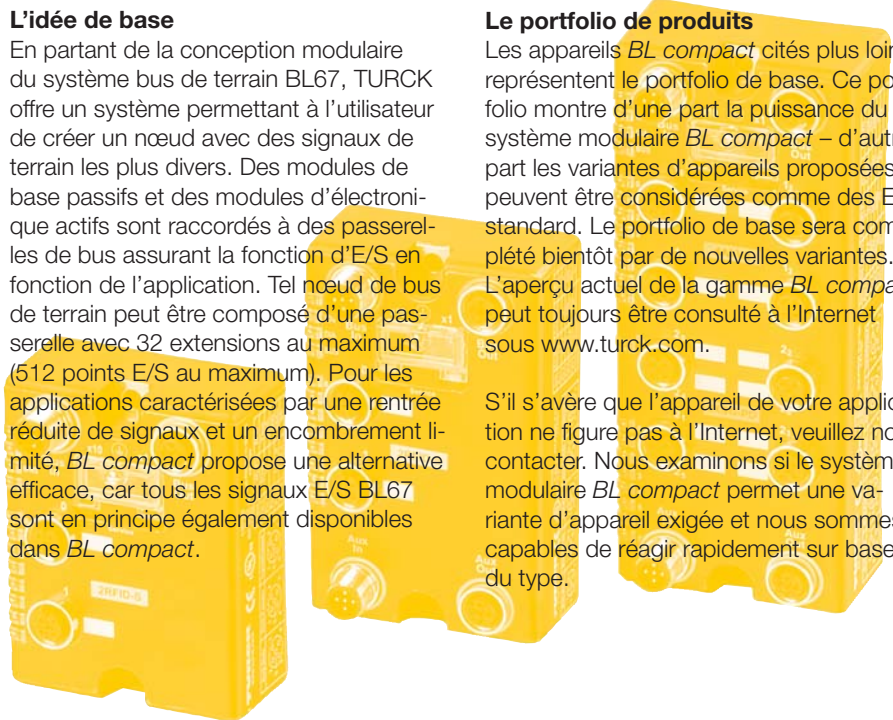 L’idée de base
En partant de la conception modulaire
du système bus de terrain BL67, TURCK
offre un système permettant à l’utilisateur
de créer un nœud avec des signaux de
terrain les plus divers. Des modules de
base passifs et des modules d’électroni-
que actifs sont raccordés à des passerel-
les de bus assurant la fonction d’E/S en
fonction de l’application. Tel nœud de bus
de terrain peut être composé d’une pas-
serelle avec 32 extensions au maximum
(512 points E/S au maximum). Pour les
applications caractérisées par une rentrée
réduite de signaux et un encombrement li-
mité, BL compact propose une alternative
efficace, car tous les signaux E/S BL67
sont en principe également disponibles
dans BL compact.
Le portfolio de produits
Les appareils BL compact cités plus loin
représentent le portfolio de base. Ce po
folio montre d’une part la puissance du
système modulaire BL compact – d’autr
part les variantes d’appareils proposées
peuvent être considérées comme des E
standard. Le portfolio de base sera com
plété bientôt par de nouvelles variantes.
L’aperçu actuel de la gamme BL compa
peut toujours être consulté à l’Internet
sous www.turck.com.
S’il s’avère que l’appareil de votre applic
tion ne figure pas à l’Internet, veuillez no
contacter. Nous examinons si le systèm
modulaire BL compact permet une va-
riante d’appareil exigée et nous sommes
capables de réagir rapidement sur base
du type.
Aux
In
2RFID-S